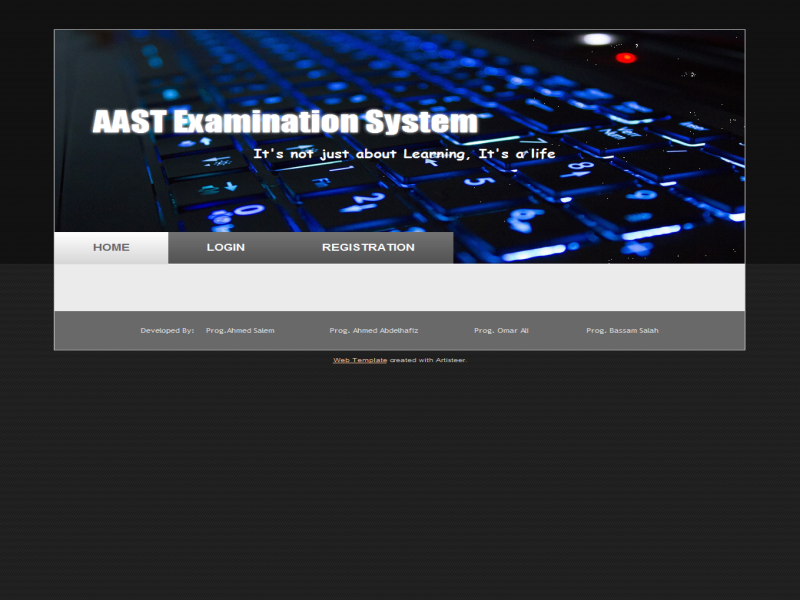 AAST Examination System
It's not just about Learning, It's a life
HOME LOGIN REGISTRATION
Developed By: Prog.Ahmed Salem Prog. Ahmed Abdelhafiz Prog. Omar Ali Prog. Bassam Salah
Web Template created with Artisteer.